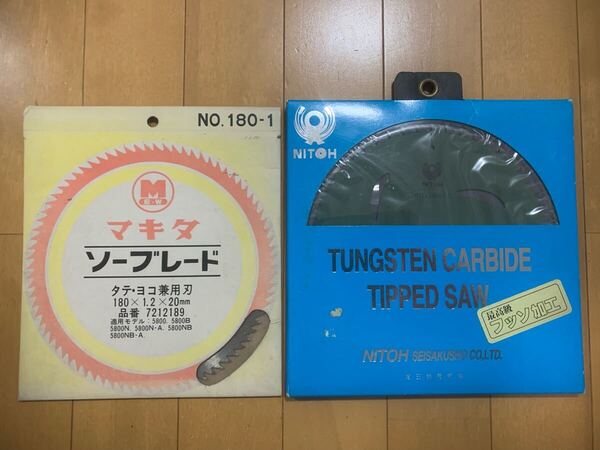 NO.180-1
M
B・W
マキタ
ソーブレード
タテ・ヨコ兼用刃
180×1.2×20mm
品番 7212189
適用モデル：5800. 5800B
5800N. 5800N-A. 5800NB
5800NB-A.
NITOH
NITOH
TUNGSTEN CARBIDE
TIPPED SAW
最高級
フッソ加工
NITOH SEISAKUSHO CO.,LTD.